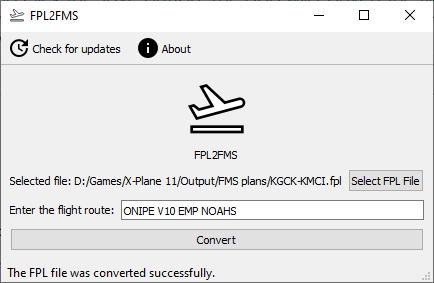 FPL2FMS
Check for updates About
FPL2FMS
Selected file: D:/Games/X-Plane 11/Output/FMS plans/KGCK-KMCI.fpl Select FPL File
Enter the flight route: ONIPE V10 EMP NOAHS
Convert
The FPL file was converted successfully.